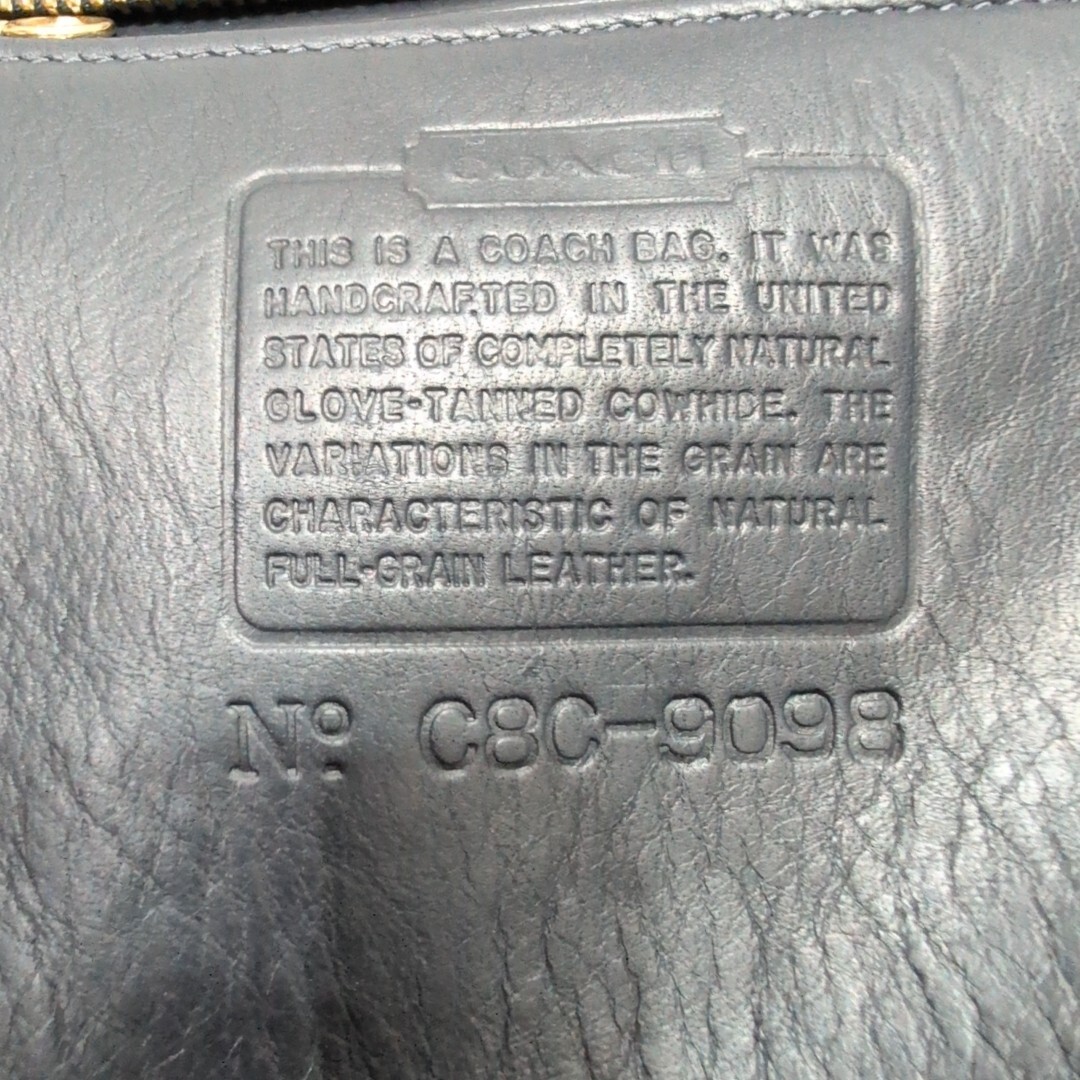 COACH
THIS IS A COACH BAG. IT WAS
HANDCRAFTED IN THE UNITED
STATES OF COMPLETELY NATURAL
GLOVE-TANNED COWHIDE. THE
VARIATIONS IN THE GRAIN ARE
CHARACTERISTIC OF NATURAL
FULL-GRAIN LEATHER.
Nº C8C-9098